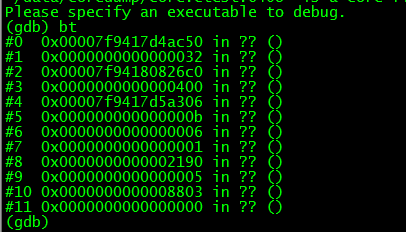 is a core
Please specify an executable to debug.
(gdb) bt
#0  0x00007f9417d4ac50 in ?? ()
#1  0x0000000000000032 in ?? ()
#2  0x00007f94180826c0 in ?? ()
#3  0x0000000000000400 in ?? ()
#4  0x00007f9417d5a306 in ?? ()
#5  0x000000000000000b in ?? ()
#6  0x0000000000000006 in ?? ()
#7  0x0000000000000001 in ?? ()
#8  0x0000000000002190 in ?? ()
#9  0x0000000000000005 in ?? ()
#10 0x0000000000008803 in ?? ()
#11 0x0000000000000000 in ?? ()
(gdb)